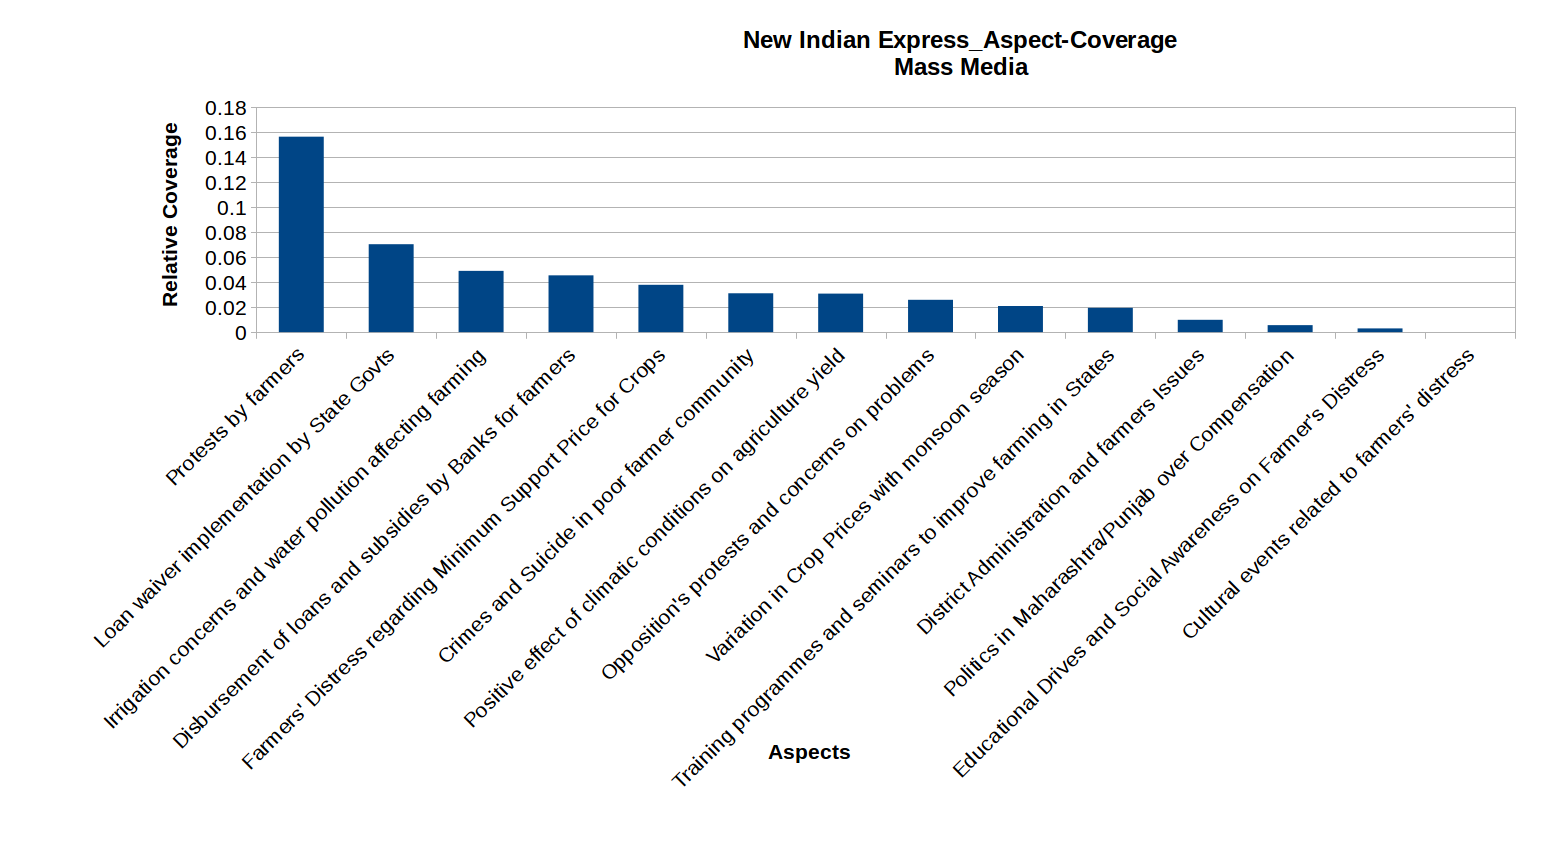 New Indian Express_Aspect-Coverage
Mass Media
Relative Coverage
0.18
0.16
0.14
0.12
0.1
0.08
0.06
0.04
0.02
0
Protests by farmers
Loan waiver implementation by State Govts
Irrigation concerns and water pollution affecting farming
Disbursement of loans and subsidies by Banks for farmers
Farmers' Distress regarding Minimum Support Price for Crops
Crimes and Suicide in poor farmer community
Positive effect of climatic conditions on agriculture yield
Opposition's protests and concerns on problems
Variation in Crop Prices with monsoon season
Training programmes and seminars to improve farming in States
District Administration and farmers Issues
Politics in Maharashtra/Punjab over Compensation
Educational Drives and Social Awareness on Farmer's Distress
Cultural events related to farmers' distress
Aspects